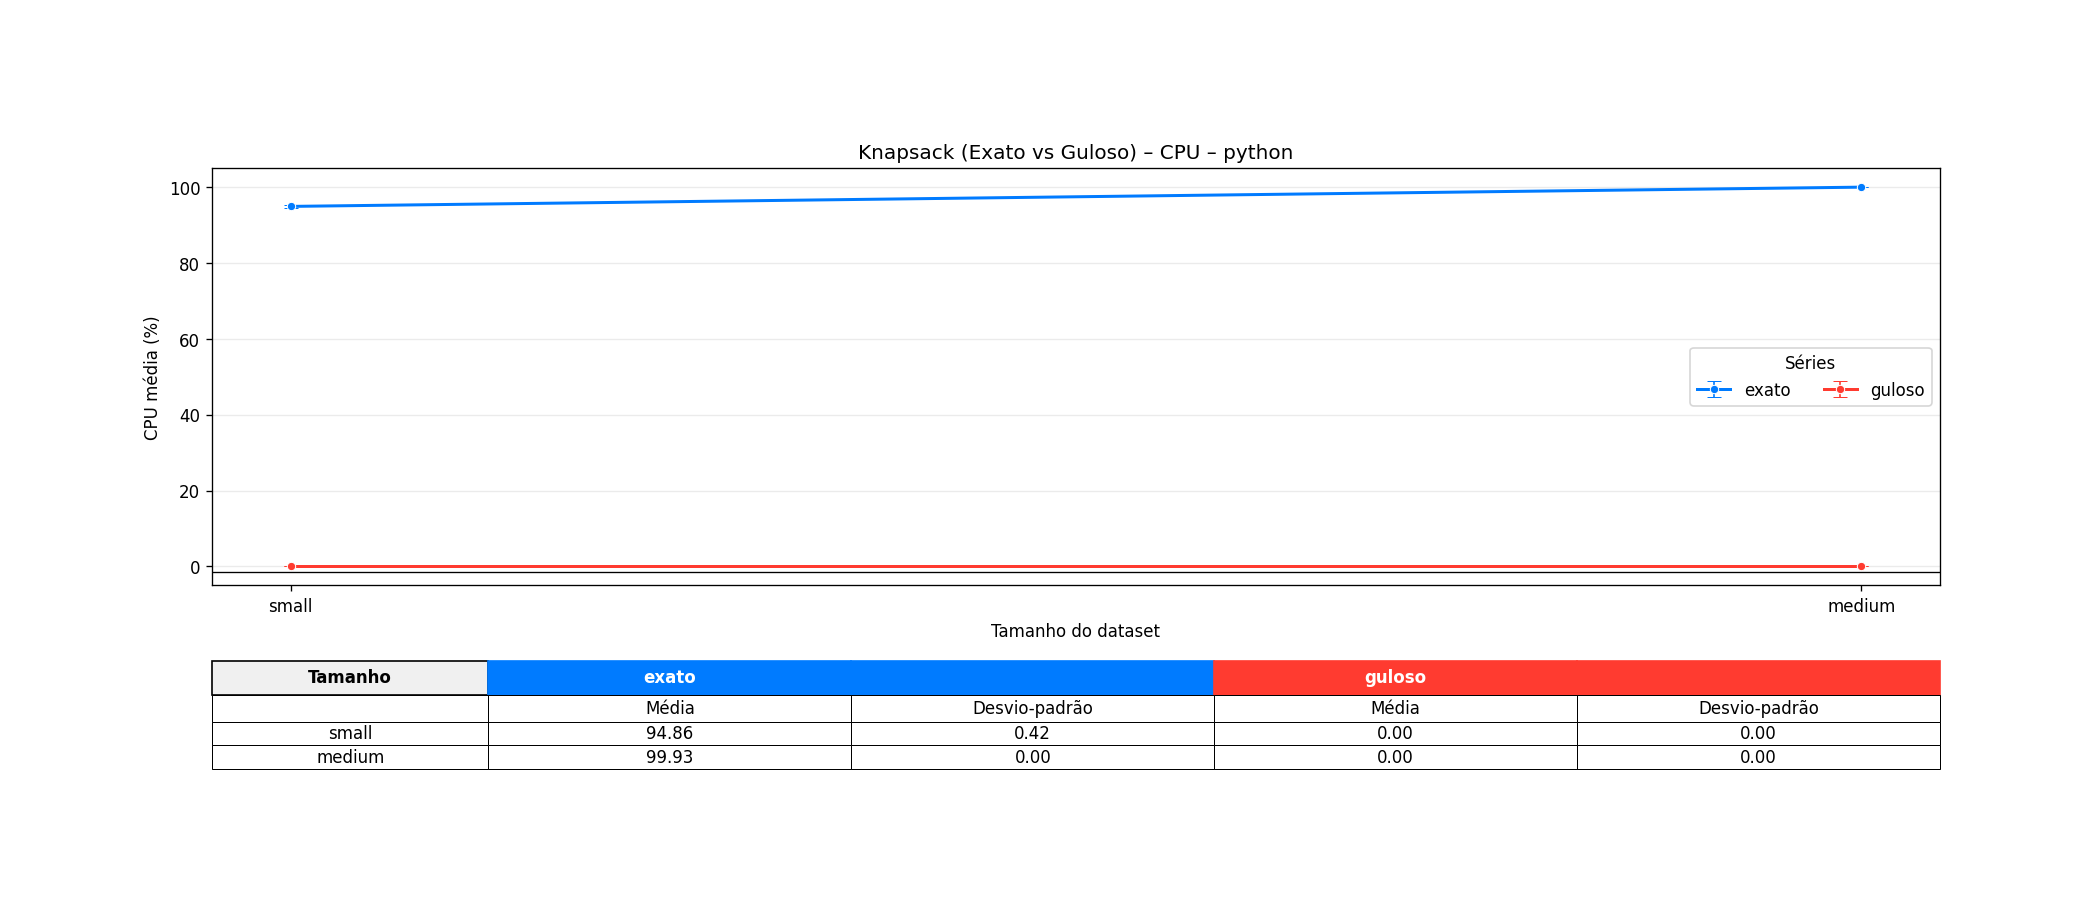 Knapsack (Exato vs Guloso) – CPU – python
100
80
60
40
20
0
CPU média (%)
Séries
exato guloso
small medium
Tamanho do dataset
Tamanho exato guloso
Média Desvio-padrão Média Desvio-padrão
small 94.86 0.42 0.00 0.00
medium 99.93 0.00 0.00 0.00